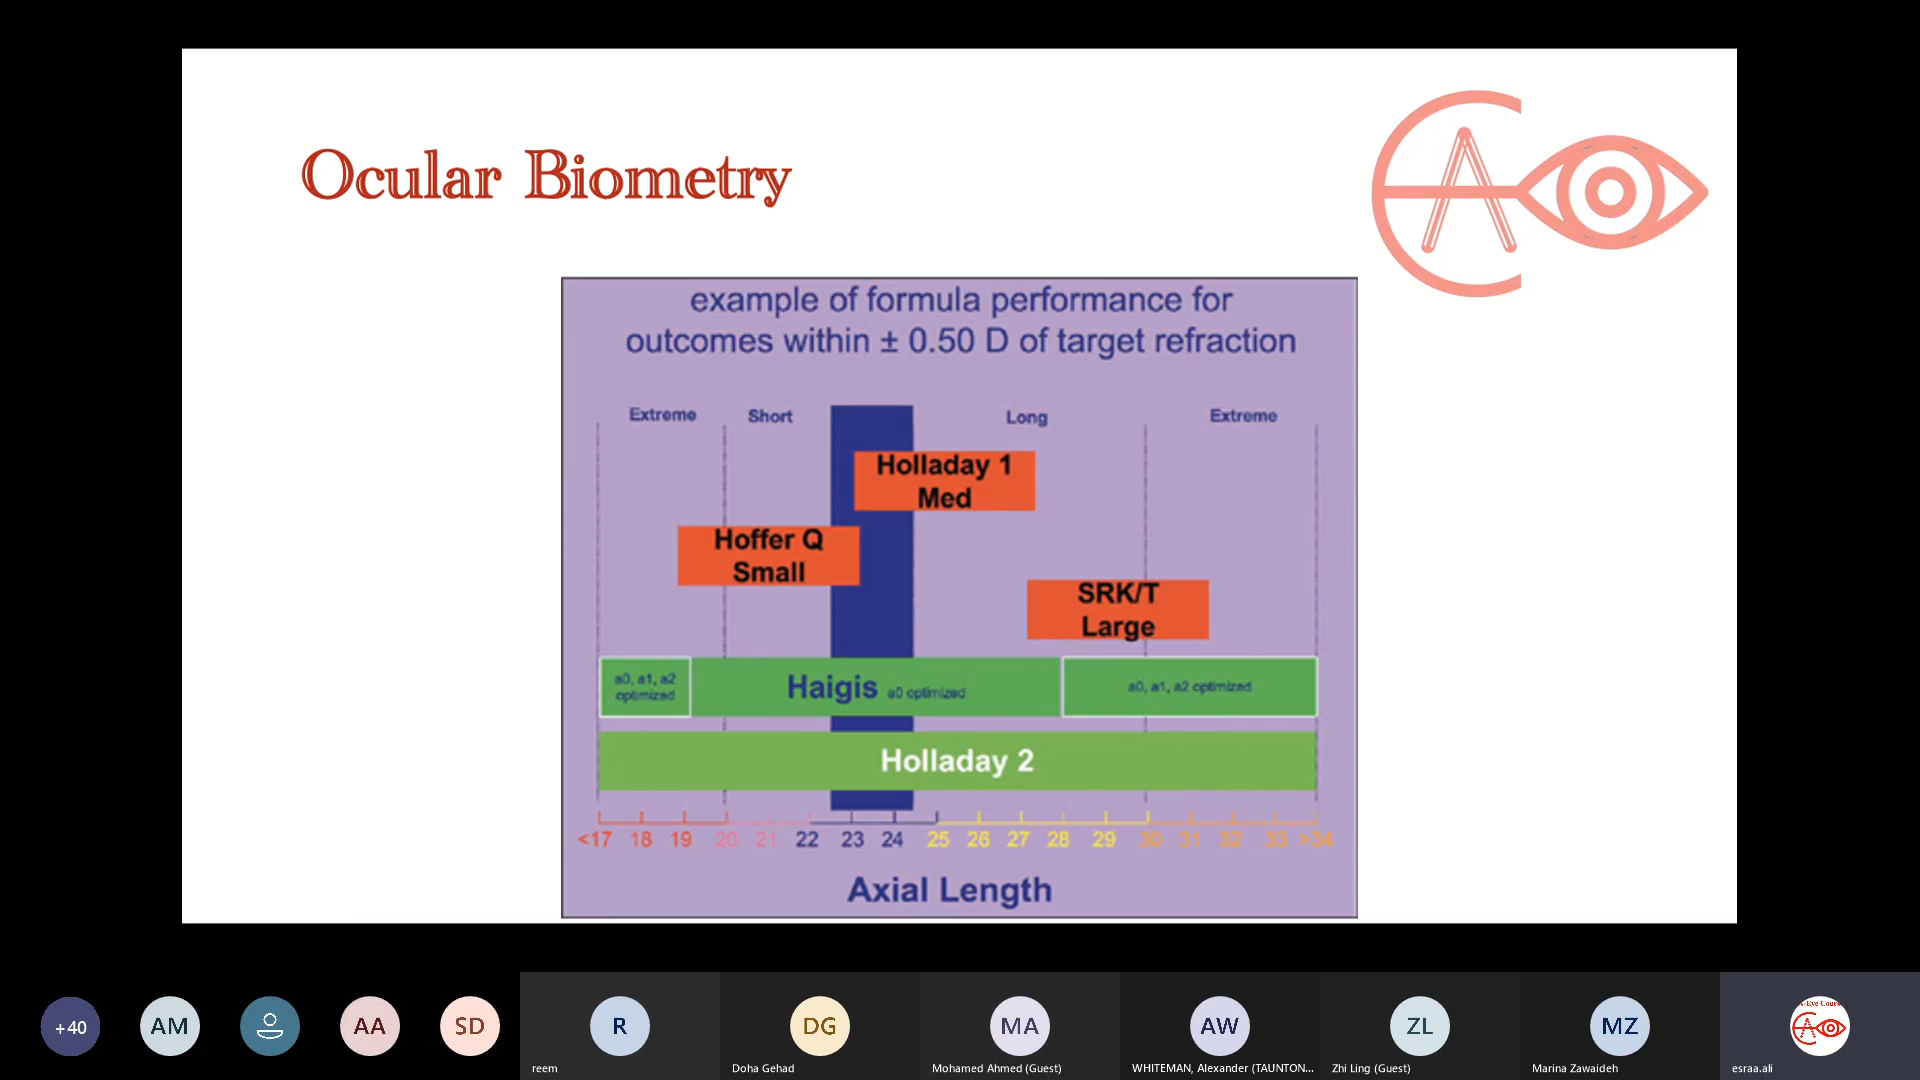 Ocular Biometry
CA
example of formula performance for
outcomes within ± 0.50 D of target refraction
Extreme Short Long Extreme
Holladay 1
Med
Hoffer Q
Small
SRK/T
Large
a0, a1, a2
optimized
Haigis a0 optimized
a0, a1, a2 optimized
Holladay 2
<17 18 19 20 21 22 23 24 25 26 27 28 29 30 31 32 33 >34
Axial Length
+40 AM AA SD R DG MA AW ZL MZ
reem Doha Gehad Mohamed Ahmed (Guest) WHITEMAN, Alexander (TAUNTON... Zhi Ling (Guest) Marina Zawaideh esraa.ali